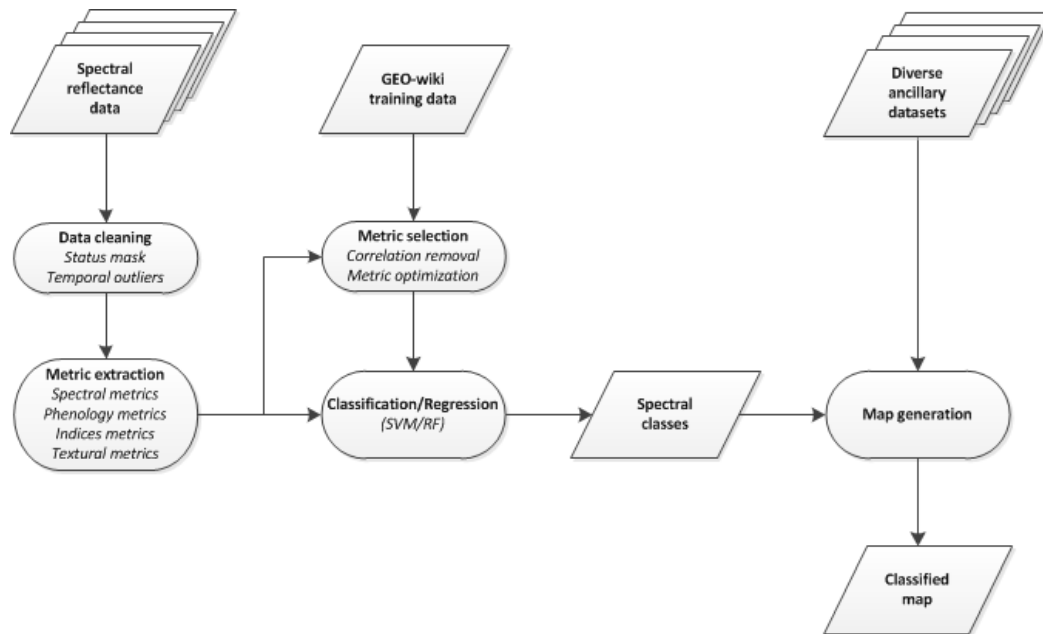 Spectral
reflectance
data
GEO-wiki
training data
Diverse
ancillary
datasets
Data cleaning
Status mask
Temporal outliers
Metric selection
Correlation removal
Metric optimization
Metric extraction
Spectral metrics
Phenology metrics
Indices metrics
Textural metrics
Classification/Regression
(SVM/RF)
Spectral
classes
Map generation
Classified
map